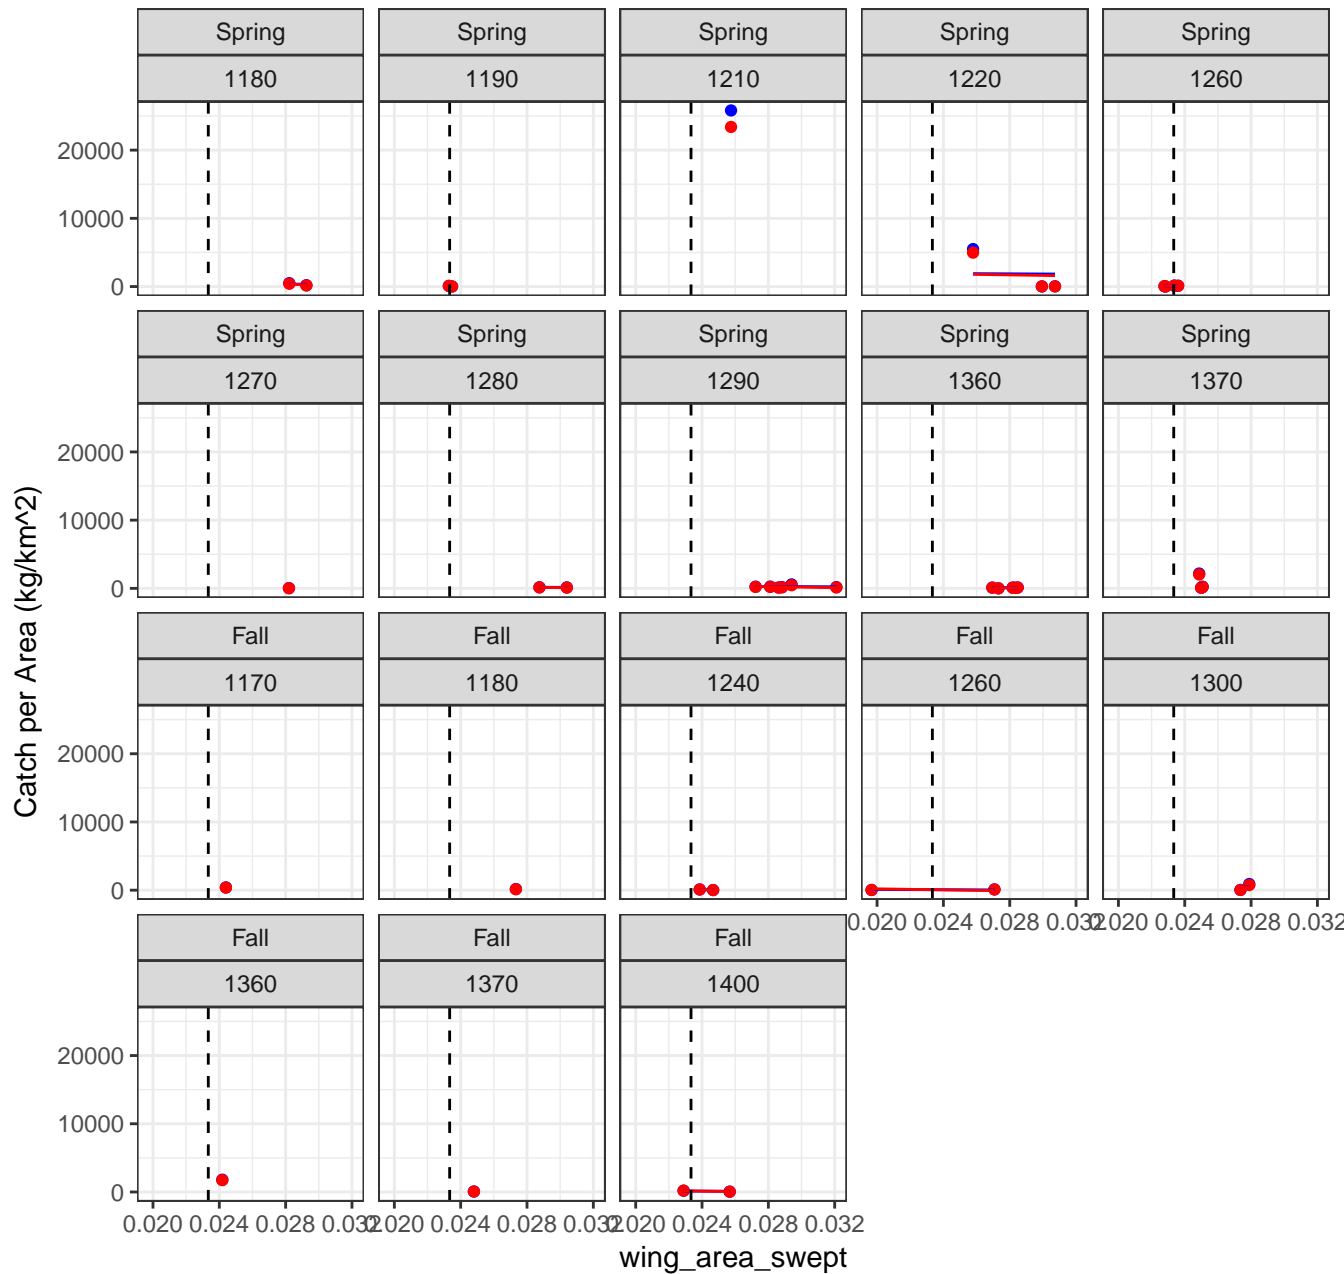 Spring Spring Spring Spring Spring
1180 1190 1210 1220 1260
20000
10000
0
Spring Spring Spring Spring Spring
1270 1280 1290 1360 1370
20000
10000
0
Fall Fall Fall Fall Fall
1170 1180 1240 1260 1300
20000
10000
0
0.020 0.024 0.028 0.032 0.020 0.024 0.028 0.032
Fall Fall Fall
1360 1370 1400
20000
10000
0
0.020 0.024 0.028 0.032 0.020 0.024 0.028 0.032 0.020 0.024 0.028 0.032
wing_area_swept
Catch per Area (kg/km^2)